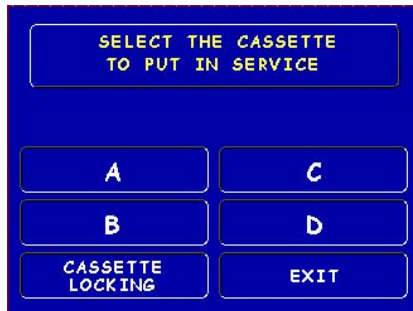 SELECT THE CASSETTE
TO PUT IN SERVICE
A
C
B
D
CASSETTE
LOCKING
EXIT